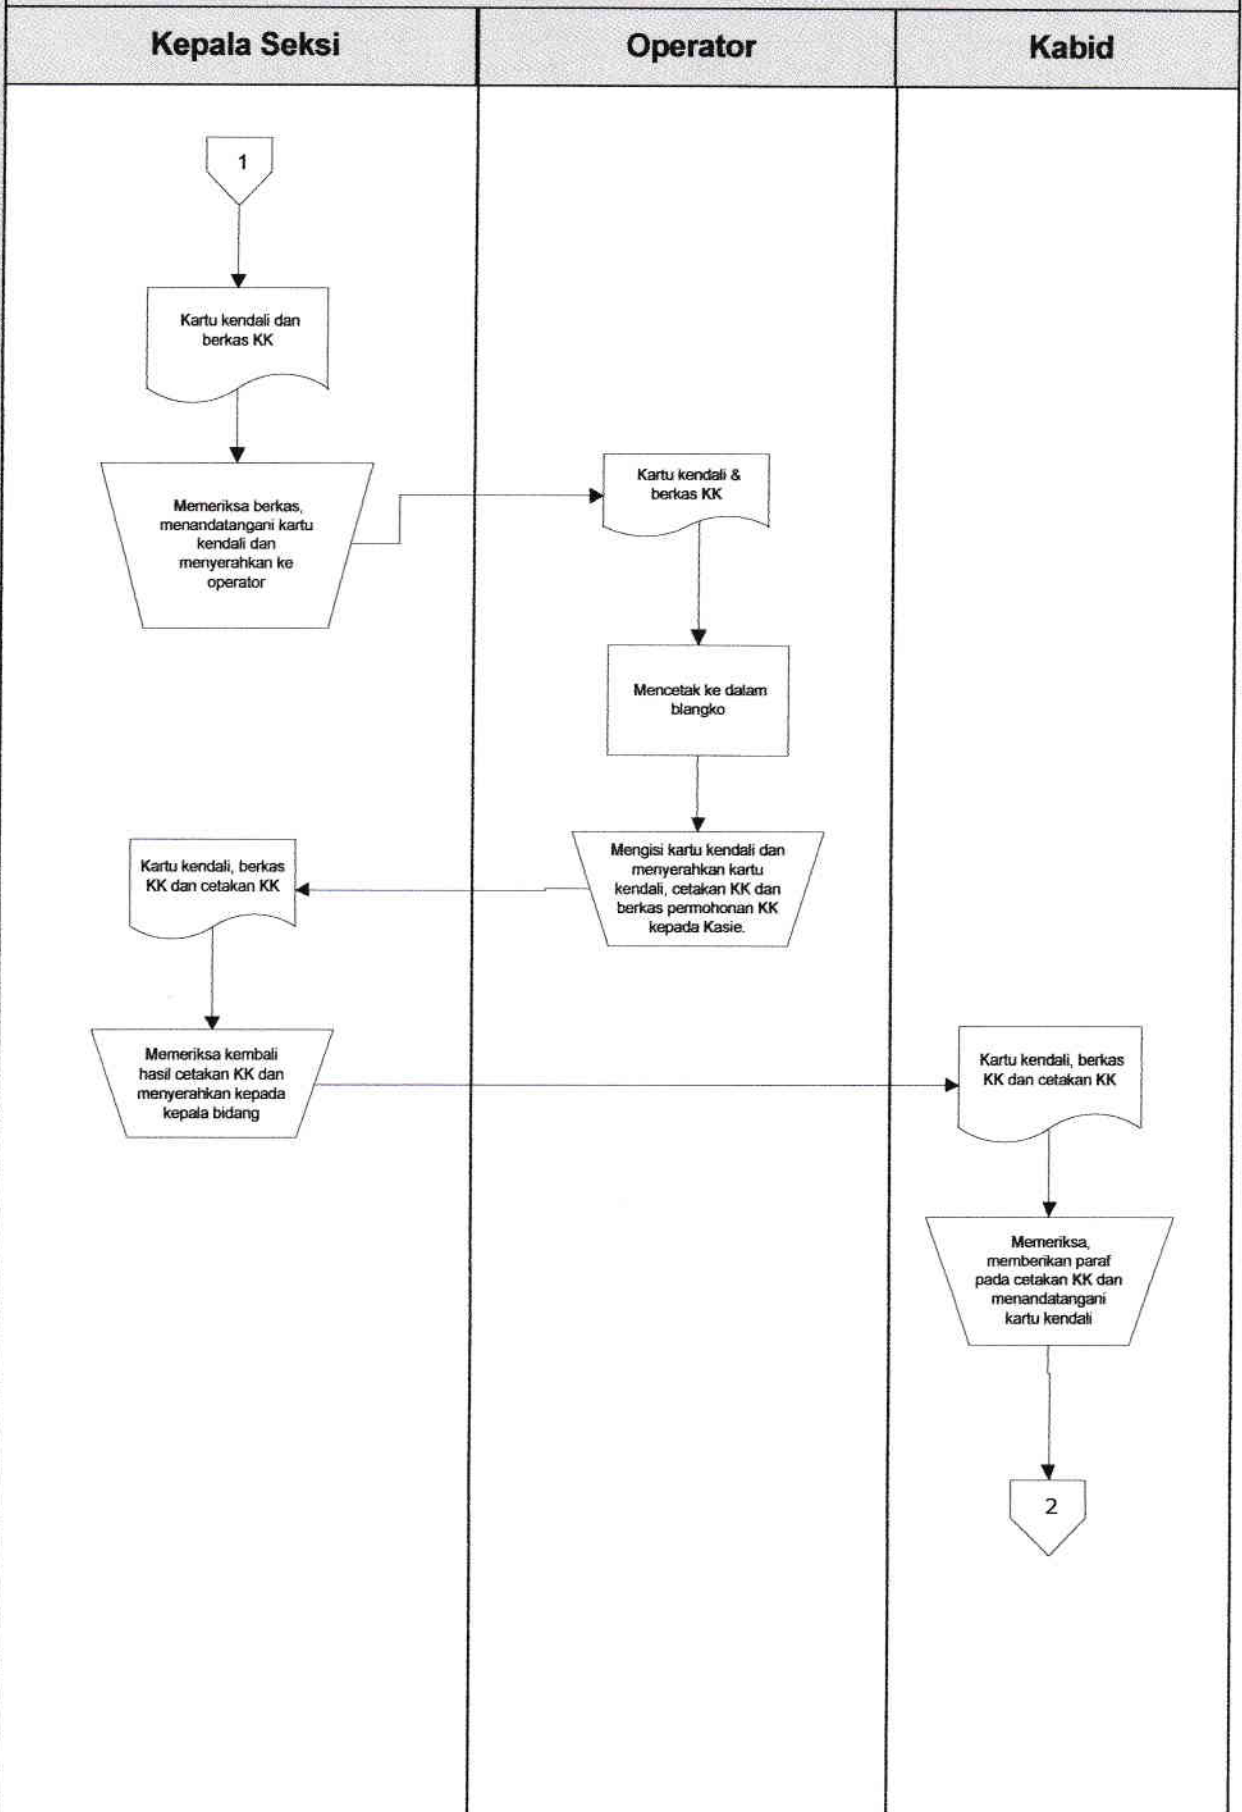 Kepala Seksi
Operator
Kabid
1
Kartu kendali dan
berkas KK
Memeriksa berkas,
menandatangani kartu
kendali dan
menyerahkan ke
operator
Kartu kendali &
berkas KK
Mencetak ke dalam
blangko
Mengisi kartu kendali dan
menyerahkan kartu
kendali, cetakan KK dan
berkas permohonan KK
kepada Kasie.
Kartu kendali, berkas
KK dan cetakan KK
Memeriksa kembali
hasil cetakan KK dan
menyerahkan kepada
kepala bidang
Kartu kendali, berkas
KK dan cetakan KK
Memeriksa,
memberikan paraf
pada cetakan KK dan
menandatangani
kartu kendali
2